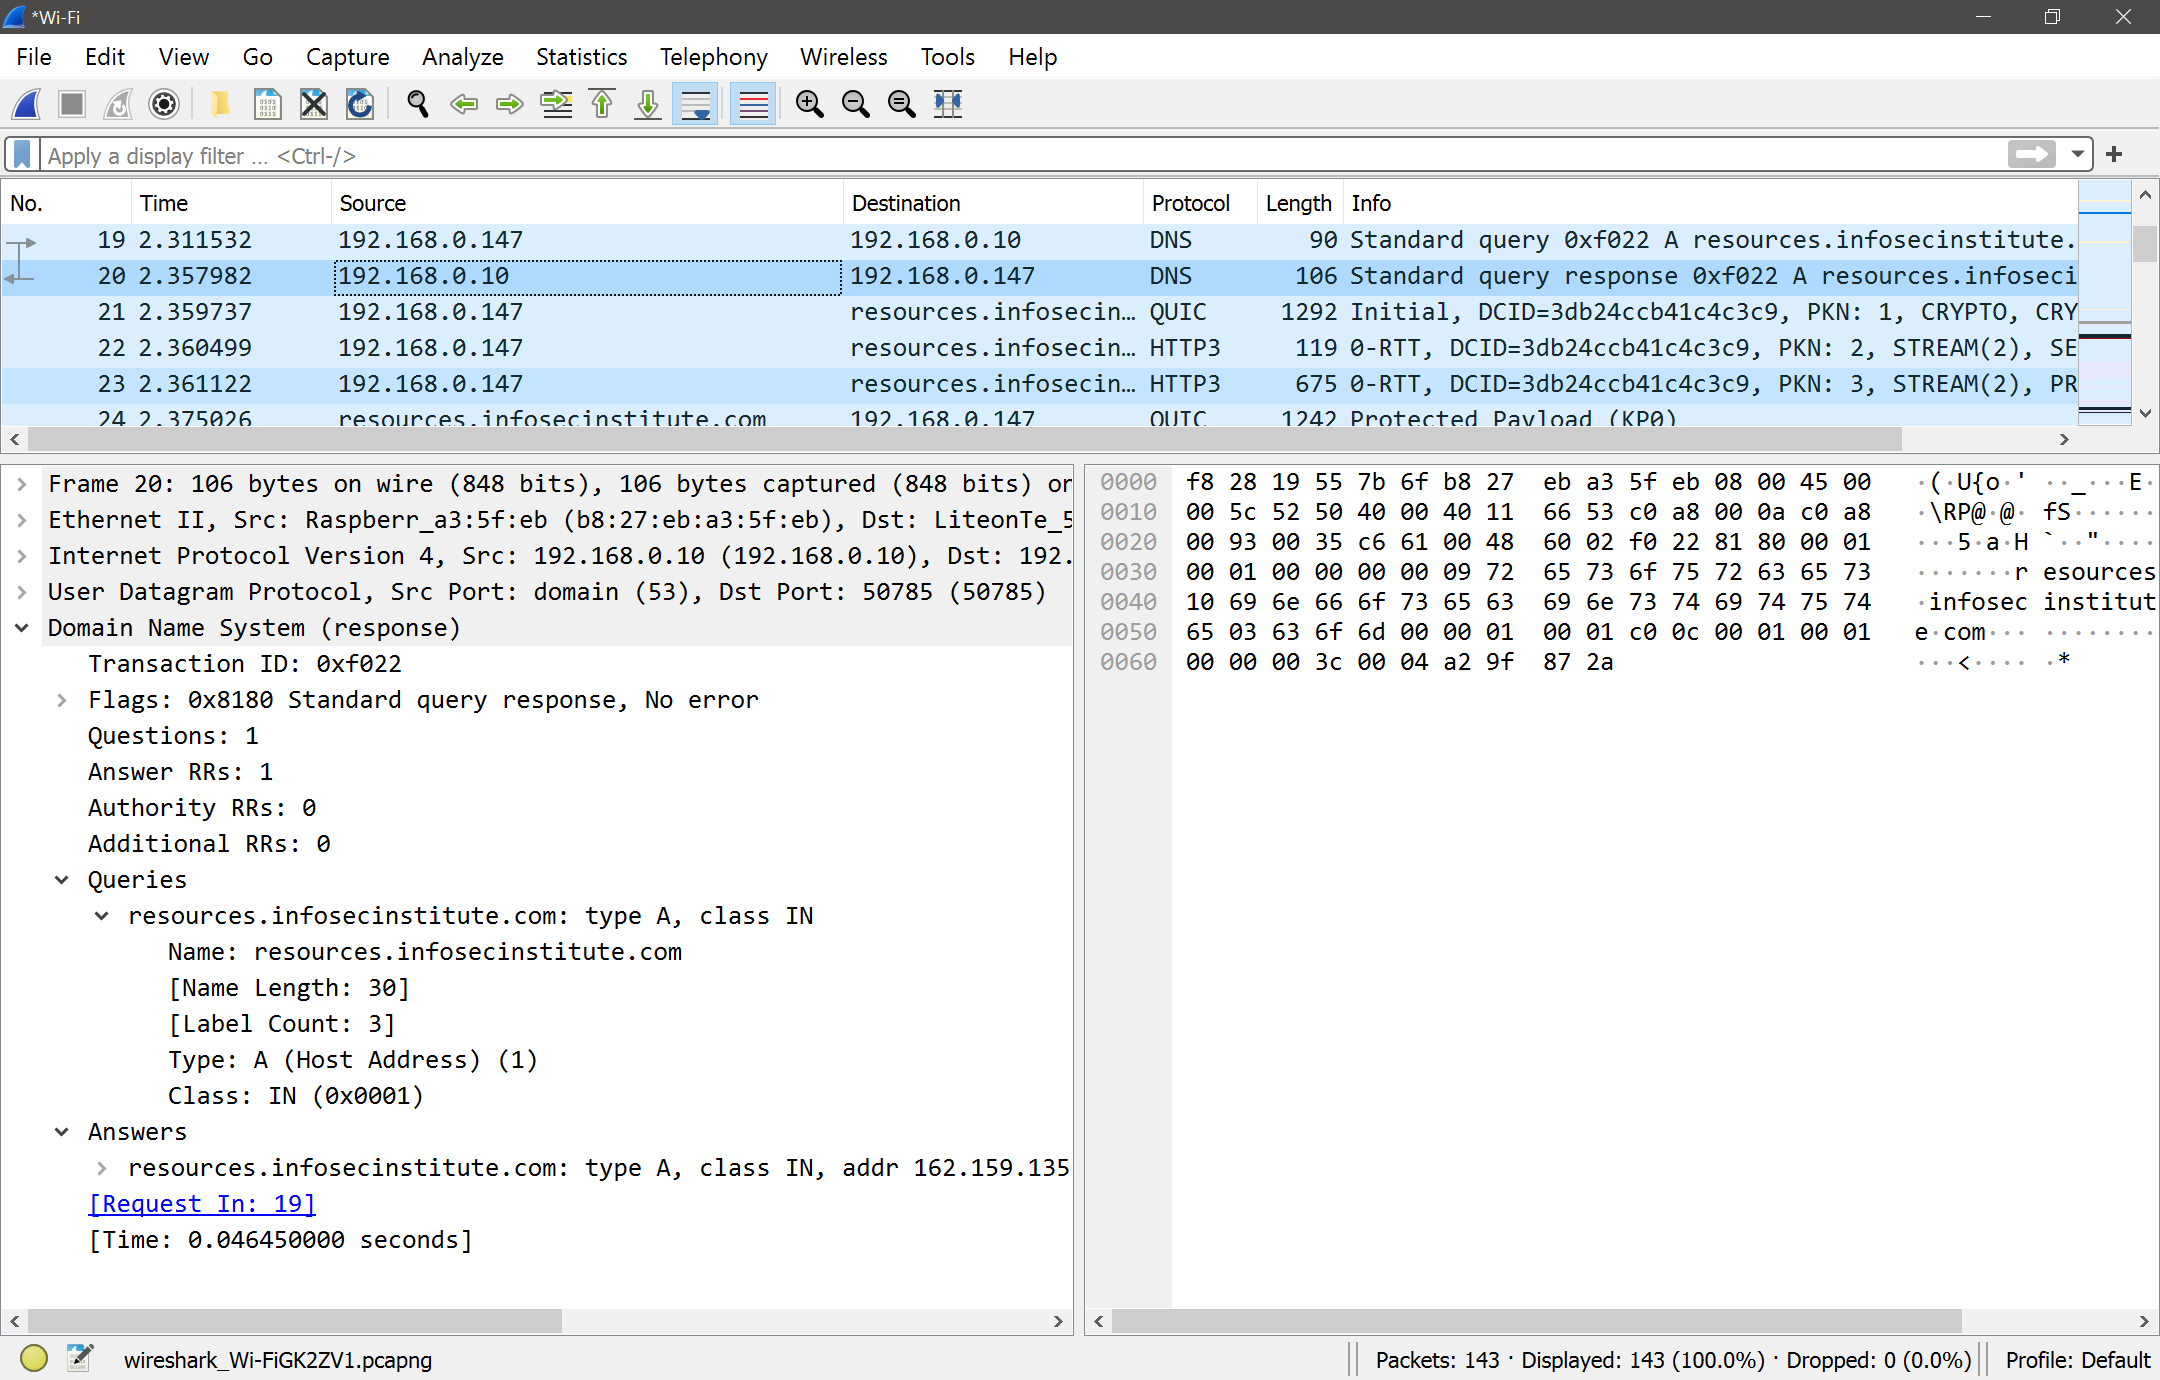 *Wi-Fi
File Edit View Go Capture Analyze Statistics Telephony Wireless Tools Help
Apply a display filter ... <Ctrl-/>
No. Time Source Destination Protocol Length Info
19 2.311532 192.168.0.147 192.168.0.10 DNS 90 Standard query 0xf022 A resources.infosecinstitute.
20 2.357982 192.168.0.10 192.168.0.147 DNS 106 Standard query response 0xf022 A resources.infoseci
21 2.359737 192.168.0.147 resources.infosecin… QUIC 1292 Initial, DCID=3db24ccb41c4c3c9, PKN: 1, CRYPTO, CRY
22 2.360499 192.168.0.147 resources.infosecin… HTTP3 119 0-RTT, DCID=3db24ccb41c4c3c9, PKN: 2, STREAM(2), SE
23 2.361122 192.168.0.147 resources.infosecin… HTTP3 675 0-RTT, DCID=3db24ccb41c4c3c9, PKN: 3, STREAM(2), PR
24 2.375026 resources.infosecinstitute.com 192.168.0.147 QUIC 1242 Protected Payload (KP0)
Frame 20: 106 bytes on wire (848 bits), 106 bytes captured (848 bits) or
Ethernet II, Src: Raspberr_a3:5f:eb (b8:27:eb:a3:5f:eb), Dst: LiteonTe_5
Internet Protocol Version 4, Src: 192.168.0.10 (192.168.0.10), Dst: 192.
User Datagram Protocol, Src Port: domain (53), Dst Port: 50785 (50785)
Domain Name System (response)
Transaction ID: 0xf022
Flags: 0x8180 Standard query response, No error
Questions: 1
Answer RRs: 1
Authority RRs: 0
Additional RRs: 0
Queries
resources.infosecinstitute.com: type A, class IN
Name: resources.infosecinstitute.com
[Name Length: 30]
[Label Count: 3]
Type: A (Host Address) (1)
Class: IN (0x0001)
Answers
resources.infosecinstitute.com: type A, class IN, addr 162.159.135
[Request In: 19]
[Time: 0.046450000 seconds]
0000 f8 28 19 55 7b 6f b8 27 eb a3 5f eb 08 00 45 00 ·(·U{o·' ··_···E·
0010 00 5c 52 50 40 00 40 11 66 53 c0 a8 00 0a c0 a8 ·\RP@·@· fS······
0020 00 93 00 35 c6 61 00 48 60 02 f0 22 81 80 00 01 ···5·a·H `··"····
0030 00 01 00 00 00 00 09 72 65 73 6f 75 72 63 65 73 ·······r esources
0040 10 69 6e 66 6f 73 65 63 69 6e 73 74 69 74 75 74 ·infosec institut
0050 65 03 63 6f 6d 00 00 01 00 01 c0 0c 00 01 00 01 e·com··· ········
0060 00 00 00 3c 00 04 a2 9f 87 2a ···<···· ·*
wireshark_Wi-FiGK2ZV1.pcapng
Packets: 143 · Displayed: 143 (100.0%) · Dropped: 0 (0.0%)
Profile: Default